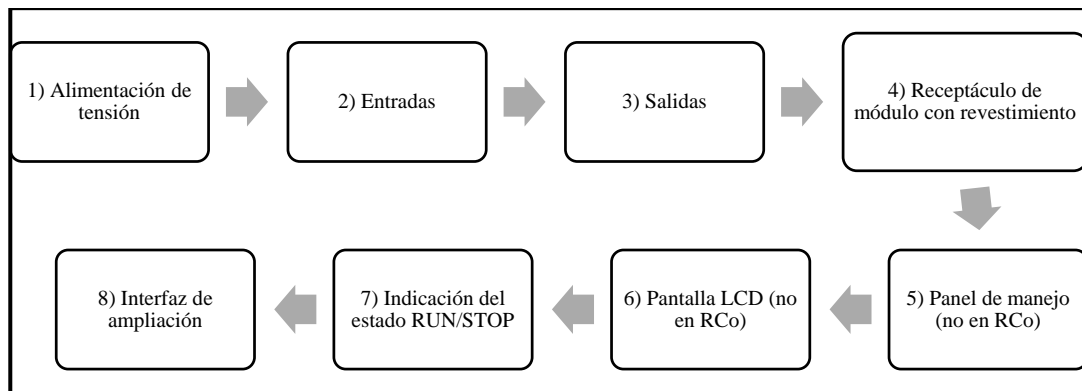 1) Alimentación de
tensión
2) Entradas
3) Salidas
4) Receptáculo de
módulo con revestimiento
5) Panel de manejo
(no en RCo)
6) Pantalla LCD (no
en RCo)
7) Indicación del
estado RUN/STOP
8) Interfaz de
ampliación